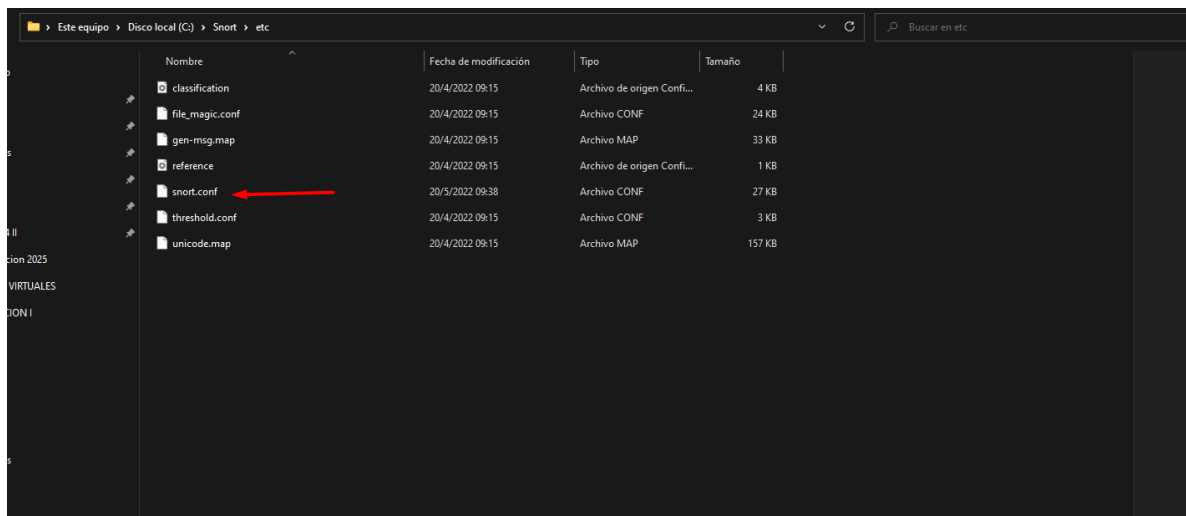 Este equipo > Disco local (C:) > Snort > etc
Buscar en etc
Nombre Fecha de modificación Tipo Tamaño
classification 20/4/2022 09:15 Archivo de origen Confi... 4 KB
file_magic.conf 20/4/2022 09:15 Archivo CONF 24 KB
gen-msg.map 20/4/2022 09:15 Archivo MAP 33 KB
reference 20/4/2022 09:15 Archivo de origen Confi... 1 KB
snort.conf 20/5/2022 09:38 Archivo CONF 27 KB
threshold.conf 20/4/2022 09:15 Archivo CONF 3 KB
unicode.map 20/4/2022 09:15 Archivo MAP 157 KB
II
cion 2025
VIRTUALES
CION I